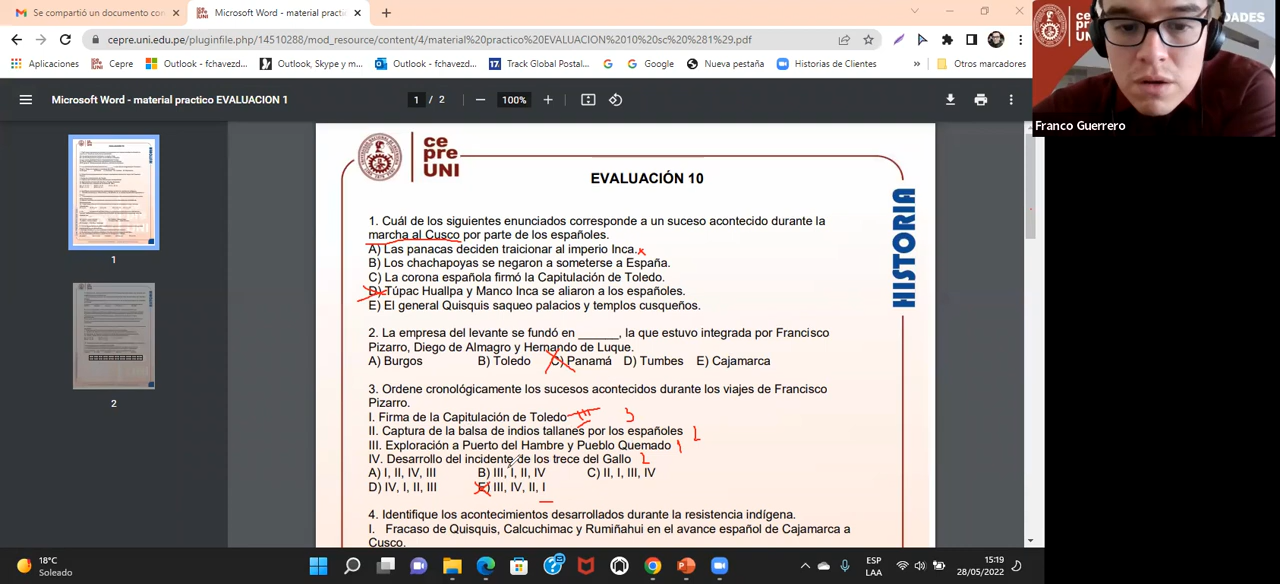 Se compartió un documento con
Microsoft Word - material practic
cepre.uni.edu.pe/pluginfile.php/14510288/mod_resource/content/4/material%20practico%20EVALUACION%2010%20sc%20%281%29.pdf
Aplicaciones Cepre Outlook - fchavezd... Outlook, Skype y m... Outlook - fchavezd... Track Global Postal... Google Nueva pestaña Historias de Clientes » Otros marcadores
Microsoft Word - material practico EVALUACION 1
1 / 2 100%
Franco Guerrero
1
2
ce
pre
UNI
EVALUACIÓN 10
HISTORIA
1. Cuál de los siguientes enunciados corresponde a un suceso acontecido durante la
marcha al Cusco por parte de los españoles.
A) Las panacas deciden traicionar al imperio Inca. x
B) Los chachapoyas se negaron a someterse a España.
C) La corona española firmó la Capitulación de Toledo.
D) Túpac Huallpa y Manco Inca se aliaron a los españoles.
E) El general Quisquis saqueo palacios y templos cusqueños.
2. La empresa del levante se fundó en _____, la que estuvo integrada por Francisco
Pizarro, Diego de Almagro y Hernando de Luque.
A) Burgos B) Toledo C) Panamá D) Tumbes E) Cajamarca
3. Ordene cronológicamente los sucesos acontecidos durante los viajes de Francisco
Pizarro.
I. Firma de la Capitulación de Toledo III 3
II. Captura de la balsa de indios tallanes por los españoles 2
III. Exploración a Puerto del Hambre y Pueblo Quemado 1
IV. Desarrollo del incidente de los trece del Gallo 2
A) I, II, IV, III B) III, I, II, IV C) II, I, III, IV
D) IV, I, II, III E) III, IV, II, I
4. Identifique los acontecimientos desarrollados durante la resistencia indígena.
I. Fracaso de Quisquis, Calcuchimac y Rumiñahui en el avance español de Cajamarca a
Cusco.
18°C
Soleado
ESP
LAA
15:19
28/05/2022